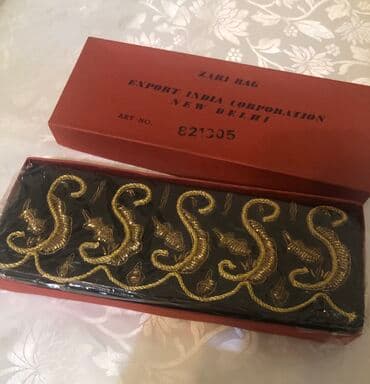 ZARI BAG
EXPORT INDIA CORPORATION
NEW DELHI
ART NO. 821305